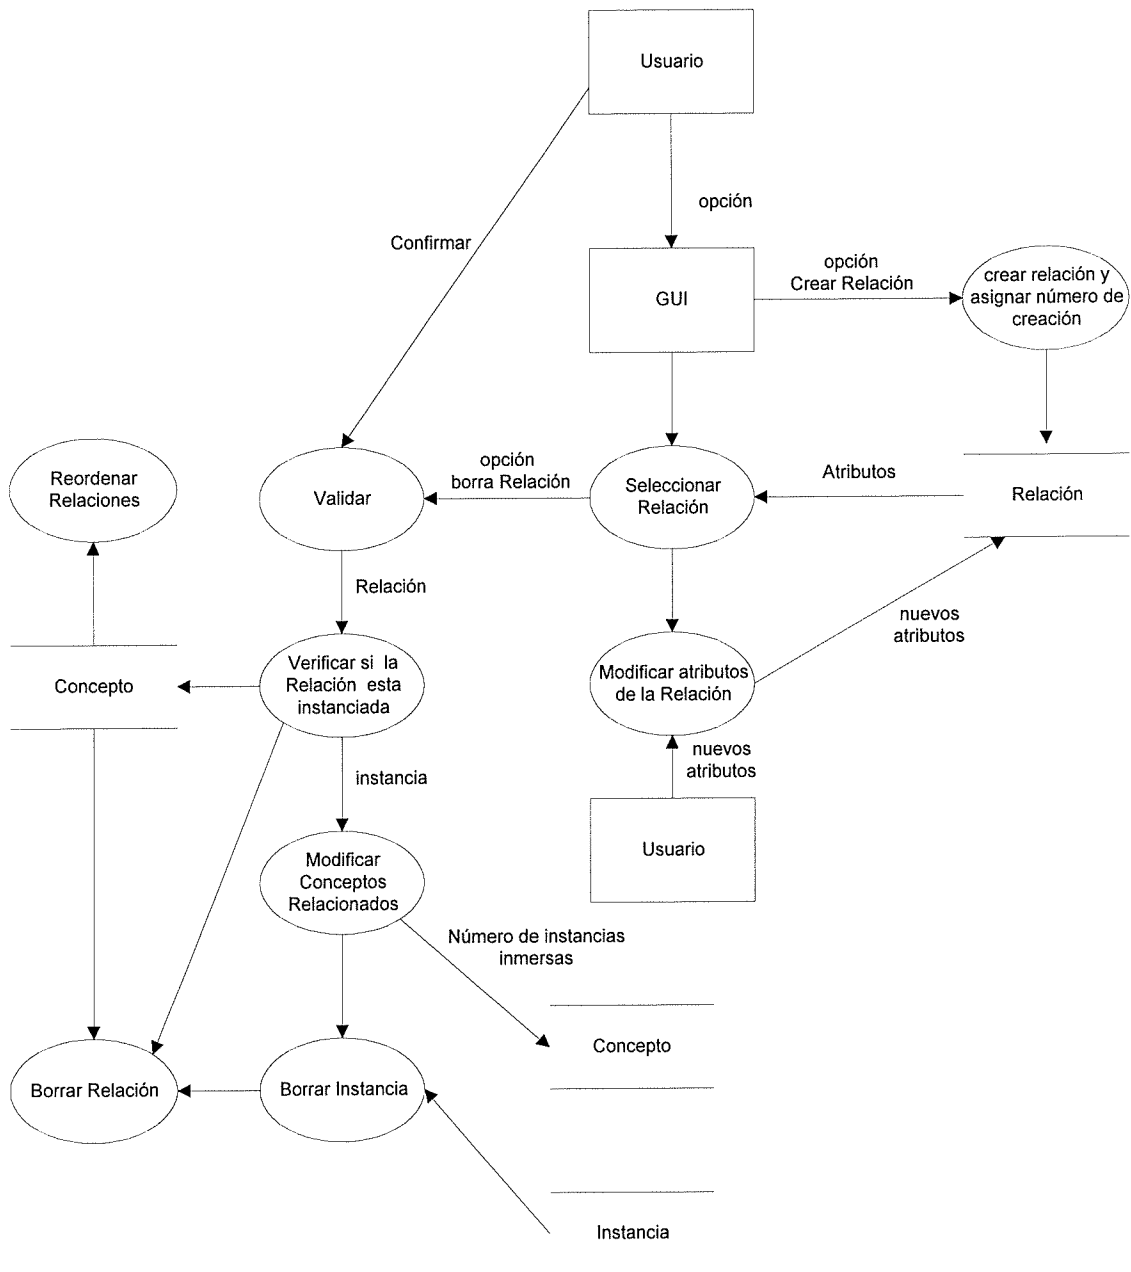 Usuario
opción
Confirmar
GUI
opción
Crear Relación
crear relación y
asignar número de
creación
Reordenar
Relaciones
Validar
opción
borra Relación
Seleccionar
Relación
Atributos
Relación
Relación
nuevos
atributos
Concepto
Verificar si la
Relación esta
instanciada
Modificar atributos
de la Relación
nuevos
atributos
instancia
Usuario
Modificar
Conceptos
Relacionados
Número de instancias
inmersas
Concepto
Borrar Relación
Borrar Instancia
Instancia